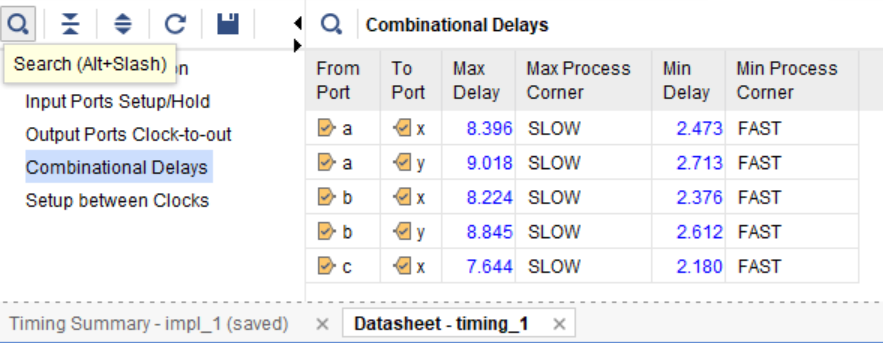 Combinational Delays
Search (Alt+Slash)
on
Input Ports Setup/Hold
Output Ports Clock-to-out
Combinational Delays
Setup between Clocks
From Port To Port Max Delay Max Process Corner Min Delay Min Process Corner
a x 8.396 SLOW 2.473 FAST
a y 9.018 SLOW 2.713 FAST
b x 8.224 SLOW 2.376 FAST
b y 8.845 SLOW 2.612 FAST
c x 7.644 SLOW 2.180 FAST
Timing Summary - impl_1 (saved) × Datasheet - timing_1 ×